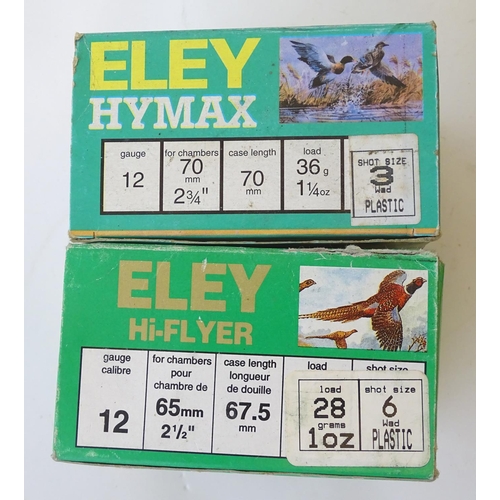 ELEY
HYMAX
gauge for chambers case length load
12 70 mm 2¾" 70 mm 36 g 1¼oz
SHOT SIZE
3
Wad
PLASTIC
ELEY
Hi-FLYER
gauge calibre
12
for chambers
pour
chambre de
65mm
2½"
case length
longueur
de douille
67.5
mm
load
shot size
load
28
grams
1oz
shot size
6
Wad
PLASTIC